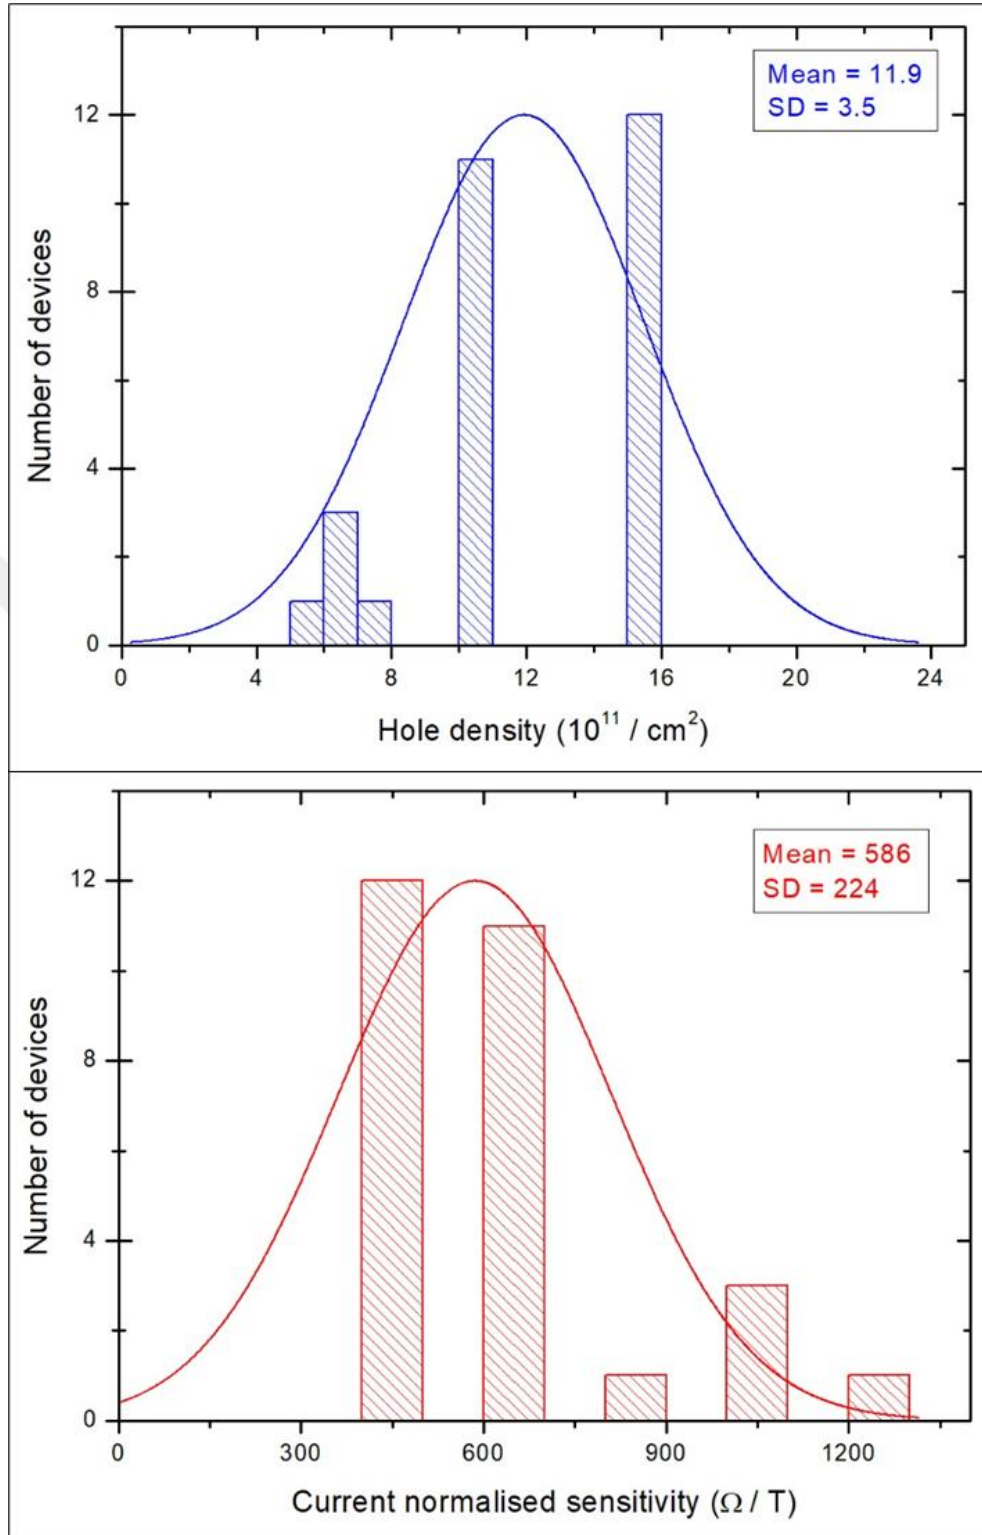 Mean = 11.9
SD = 3.5
12
8
4
0
Number of devices
0 4 8 12 16 20 24
Hole density (10¹¹ / cm²)
Mean = 586
SD = 224
12
8
4
0
Number of devices
0 300 600 900 1200
Current normalised sensitivity (Ω / T)